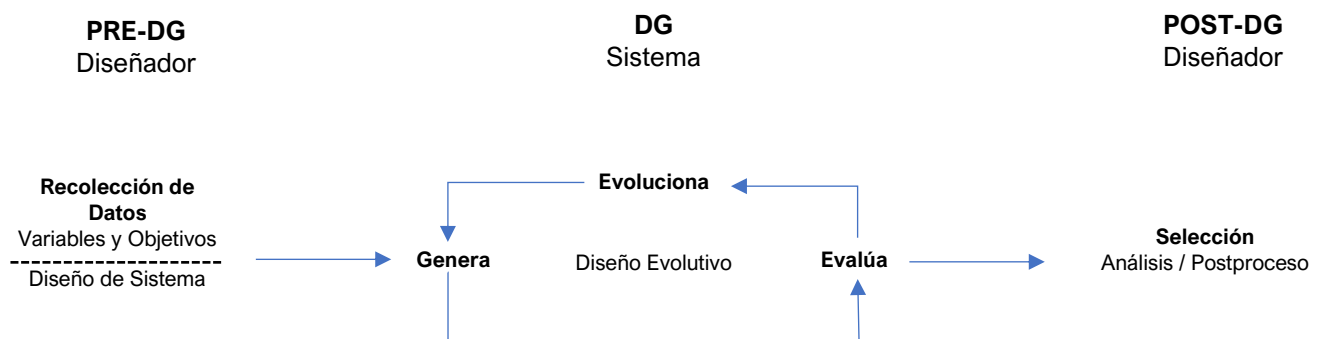 PRE-DG
Diseñador
DG
Sistema
POST-DG
Diseñador
Recolección de
Datos
Variables y Objetivos
Diseño de Sistema
Evoluciona
Genera
Diseño Evolutivo
Evalúa
Selección
Análisis / Postproceso